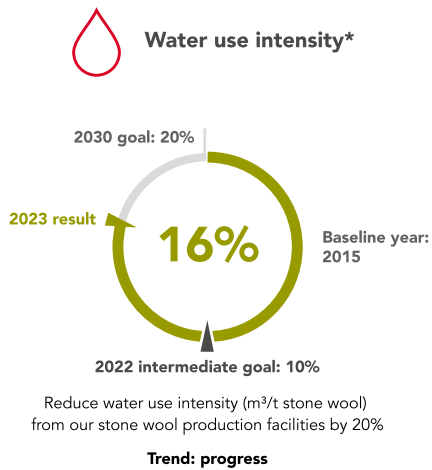 Water use intensity*
2030 goal: 20%
2023 result
16%
Baseline year:
2015
2022 intermediate goal: 10%
Reduce water use intensity (m³/t stone wool)
from our stone wool production facilities by 20%
Trend: progress